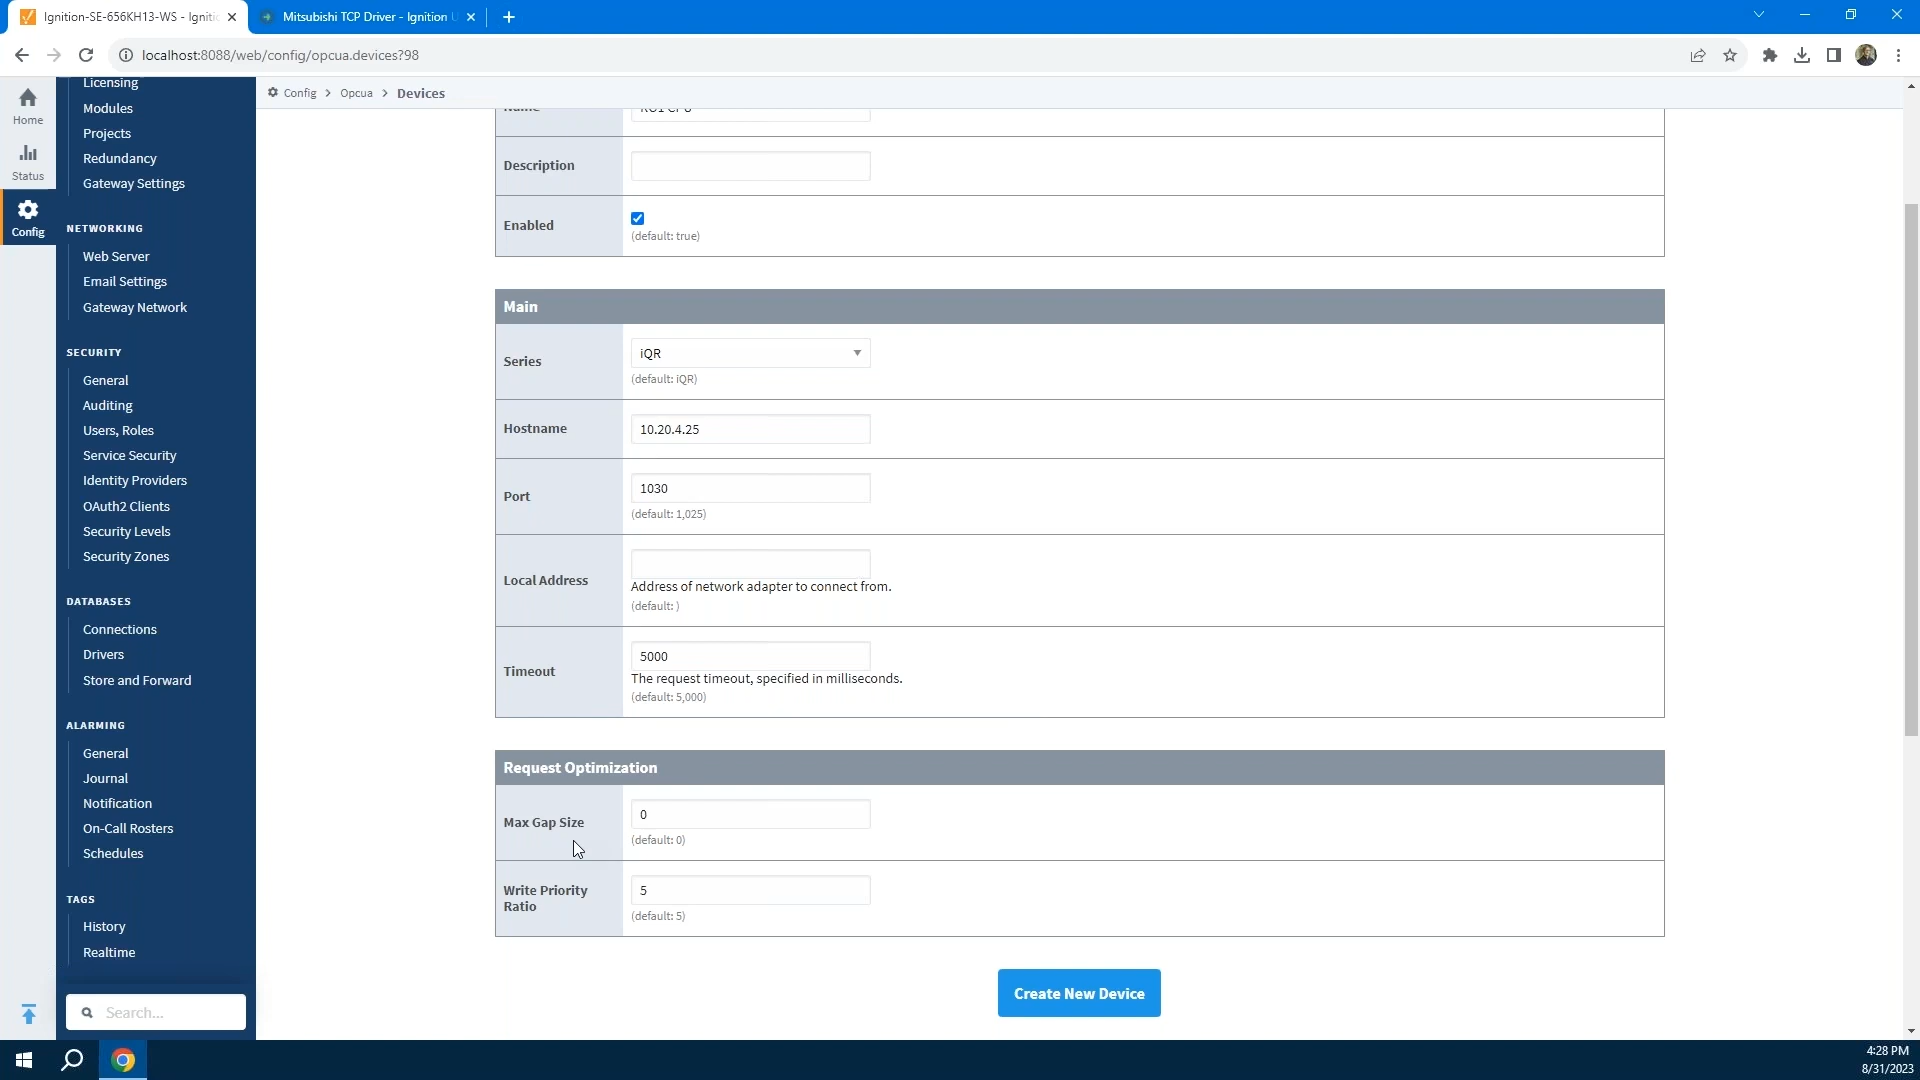 Ignition-SE-656KH13-WS - Ignitic
Mitsubishi TCP Driver - Ignition U
localhost:8088/web/config/opcua.devices?98
Home
Status
Config
Licensing
Modules
Projects
Redundancy
Gateway Settings
NETWORKING
Web Server
Email Settings
Gateway Network
SECURITY
General
Auditing
Users, Roles
Service Security
Identity Providers
OAuth2 Clients
Security Levels
Security Zones
DATABASES
Connections
Drivers
Store and Forward
ALARMING
General
Journal
Notification
On-Call Rosters
Schedules
TAGS
History
Realtime
Search...
Config > Opcua > Devices
Name
Description
Enabled
(default: true)
Main
Series
iQR
(default: iQR)
Hostname
10.20.4.25
Port
1030
(default: 1,025)
Local Address
Address of network adapter to connect from.
(default: )
Timeout
5000
The request timeout, specified in milliseconds.
(default: 5,000)
Request Optimization
Max Gap Size
0
(default: 0)
Write Priority
Ratio
5
(default: 5)
Create New Device
4:28 PM
8/31/2023